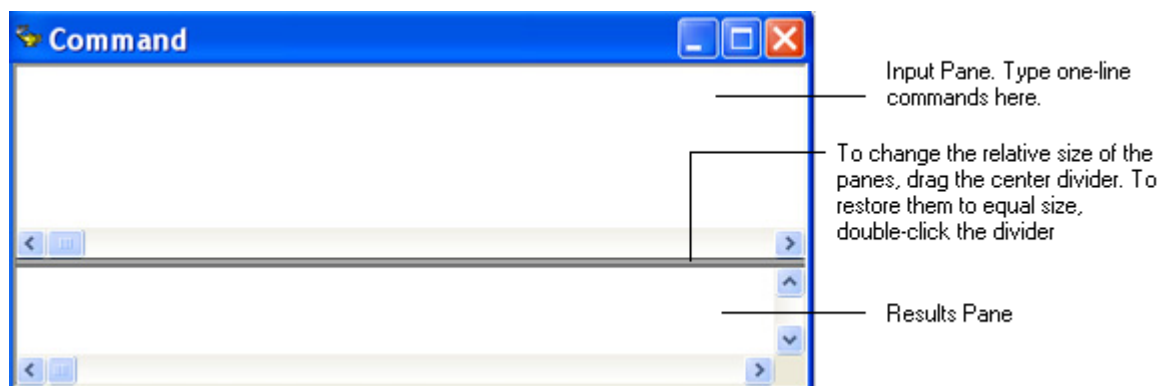 Command
Input Pane. Type one-line
commands here.
To change the relative size of the
panes, drag the center divider. To
restore them to equal size,
double-click the divider
Results Pane